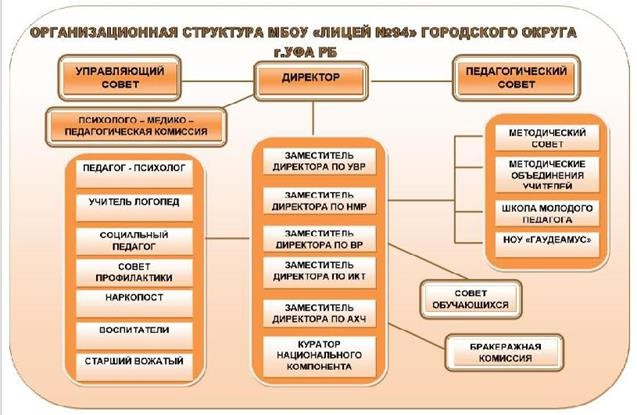 ОРГАНИЗАЦИОННАЯ СТРУКТУРА МБОУ «ЛИЦЕЙ №94» ГОРОДСКОГО ОКРУГА
г.УФА РБ
УПРАВЛЯЮЩИЙ
СОВЕТ
ДИРЕКТОР
ПЕДАГОГИЧЕСКИЙ
СОВЕТ
ПСИХОЛОГО – МЕДИКО –
ПЕДАГОГИЧЕСКАЯ КОМИССИЯ
ПЕДАГОГ - ПСИХОЛОГ
УЧИТЕЛЬ ЛОГОПЕД
СОЦИАЛЬНЫЙ
ПЕДАГОГ
СОВЕТ
ПРОФИЛАКТИКИ
НАРКОПОСТ
ВОСПИТАТЕЛИ
СТАРШИЙ ВОЖАТЫЙ
ЗАМЕСТИТЕЛЬ
ДИРЕКТОРА ПО УВР
ЗАМЕСТИТЕЛЬ
ДИРЕКТОРА ПО НМР
ЗАМЕСТИТЕЛЬ
ДИРЕКТОРА ПО ВР
ЗАМЕСТИТЕЛЬ
ДИРЕКТОРА ПО ИКТ
ЗАМЕСТИТЕЛЬ
ДИРЕКТОРА ПО АХЧ
КУРАТОР
НАЦИОНАЛЬНОГО
КОМПОНЕНТА
МЕТОДИЧЕСКИЙ
СОВЕТ
МЕТОДИЧЕСКИЕ
ОБЪЕДИНЕНИЯ
УЧИТЕЛЕЙ
ШКОЛА МОЛОДОГО
ПЕДАГОГА
НОУ «ГАУДЕАМУС»
СОВЕТ
ОБУЧАЮЩИХСЯ
БРАКЕРАЖНАЯ
КОМИССИЯ